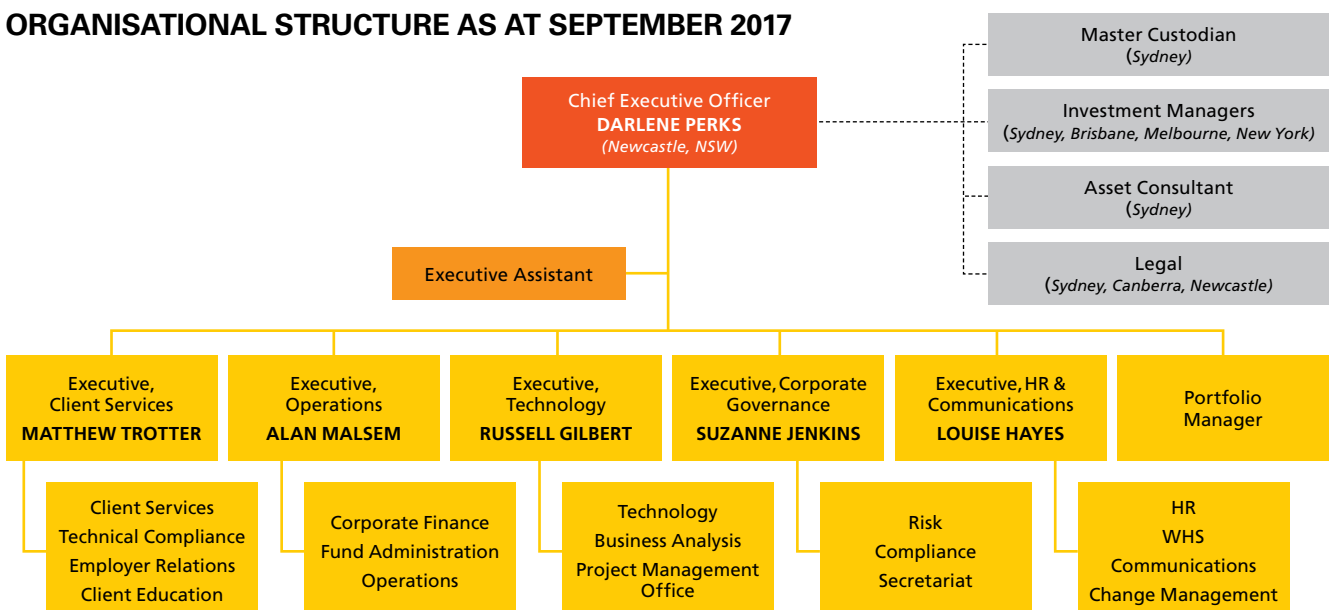 ORGANISATIONAL STRUCTURE AS AT SEPTEMBER 2017
Chief Executive Officer
DARLENE PERKS
(Newcastle, NSW)
Master Custodian
(Sydney)
Investment Managers
(Sydney, Brisbane, Melbourne, New York)
Asset Consultant
(Sydney)
Legal
(Sydney, Canberra, Newcastle)
Executive Assistant
Executive,
Client Services
MATTHEW TROTTER
Executive,
Operations
ALAN MALSEM
Executive,
Technology
RUSSELL GILBERT
Executive, Corporate
Governance
SUZANNE JENKINS
Executive, HR &
Communications
LOUISE HAYES
Portfolio
Manager
Client Services
Technical Compliance
Employer Relations
Client Education
Corporate Finance
Fund Administration
Operations
Technology
Business Analysis
Project Management
Office
Risk
Compliance
Secretariat
HR
WHS
Communications
Change Management